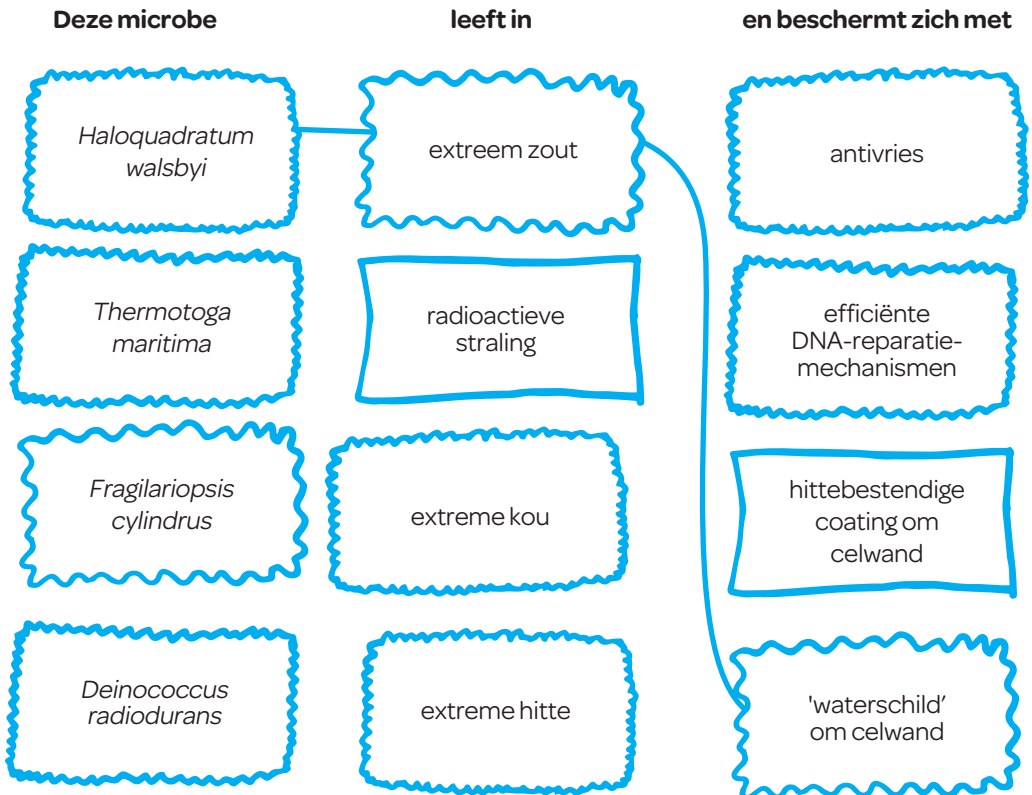 Deze microbe
leeft in
en beschermt zich met
Haloquadratum
walsbyi
extreem zout
antivries
Thermotoga
maritima
radioactieve
straling
efficiënte
DNA-reparatie-
mechanismen
Fragilariopsis
cylindrus
extreme kou
hittebestendige
coating om
celwand
Deinococcus
radiodurans
extreme hitte
'waterschild’
om celwand